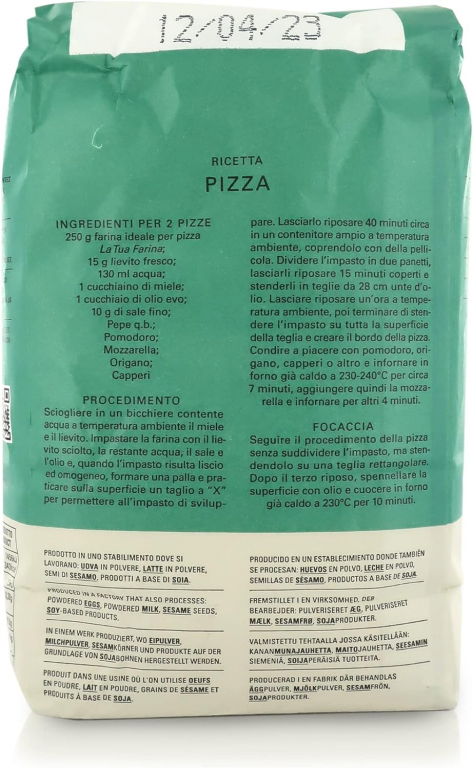 12/04/23
RICETTA
PIZZA
INGREDIENTI PER 2 PIZZE
250 g farina ideale per pizza
La Tua Farina;
15 g lievito fresco;
130 ml acqua;
1 cucchiaino di miele;
1 cucchiaio di olio evo;
10 g di sale fino;
Pepe q.b.;
Pomodoro;
Mozzarella;
Origano;
Capperi
PROCEDIMENTO
Sciogliere in un bicchiere contente
acqua a temperatura ambiente il miele
e il lievito. Impastare la farina con il lie-
vito sciolto, la restante acqua, il sale e
l'olio e, quando l'impasto risulta liscio
ed omogeneo, formare una palla e pra-
ticare sulla superficie un taglio a "X"
per permettere all'impasto di svilup-
pare. Lasciarlo riposare 40 minuti circa
in un contenitore ampio a temperatura
ambiente, coprendolo con della pelli-
cola. Dividere l'impasto in due panetti,
lasciarli riposare 15 minuti coperti e
stenderli in teglie da 28 cm unte d'o-
lio. Lasciare riposare un'ora a tempe-
ratura ambiente, poi terminare di sten-
dere l'impasto su tutta la superficie
della teglia e creare il bordo della pizza.
Condire a piacere con pomodoro, ori-
gano, capperi o altro e infornare in
forno già caldo a 230-240°C per circa
7 minuti, aggiungere quindi la mozza-
rella e infornare per altri 4 minuti.
FOCACCIA
Seguire il procedimento della pizza
senza suddividere l'impasto, ma sten-
dendolo su una teglia rettangolare.
Dopo il terzo riposo, spennellare la
superficie con olio e cuocere in forno
già caldo a 230°C per 10 minuti.
PRODOTTO IN UNO STABILIMENTO DOVE SI
LAVORANO: UOVA IN POLVERE, LATTE IN POLVERE,
SEMI DI SESAMO, PRODOTTI A BASE DI SOIA.
PRODUCED IN A FACTORY THAT ALSO PROCESSES:
POWDERED EGGS, POWDERED MILK, SESAME SEEDS,
SOY-BASED PRODUCTS.
IN EINEM WERK PRODUZIERT, WO EIPULVER,
MILCHPULVER, SESAMKÖRNER UND PRODUKTE AUF DER
GRUNDLAGE VON SOJABOHNEN HERGESTELLT WERDEN.
PRODUIT DANS UNE USINE OÙ L'ON UTILISE OEUFS
EN POUDRE, LAIT EN POUDRE, GRAINS DE SÉSAME ET
PRODUITS À BASE DE SOJA.
PRODUCIDO EN UN ESTABLECIMIENTO DONDE TAMBIÉN
SE PROCESAN: HUEVOS EN POLVO, LECHE EN POLVO,
SEMILLAS DE SÉSAMO, PRODUCTOS A BASE DE SOJA.
FREMSTILLET I EN VIRKSOMHED, DER
BEARBEJDER: PULVERISERET ÆG, PULVERISERET
MÆLK, SESAMFRØ, SOJAPRODUKTER.
VALMISTETTU TEHTAALLA JOSSA KÄSITELLÄÄN:
KANANMUNAJAUHETTA, MAITOJAUHETTA, SEESAMIN
SIEMENIÄ, SOIJAPERÄISIÄ TUOTTEITA.
PRODUCERAD I EN FABRIK DÄR BEHANDLAS
ÄGGPULVER, MJÖLKPULVER, SESAMFRÖN,
SOJAPRODUKTER.